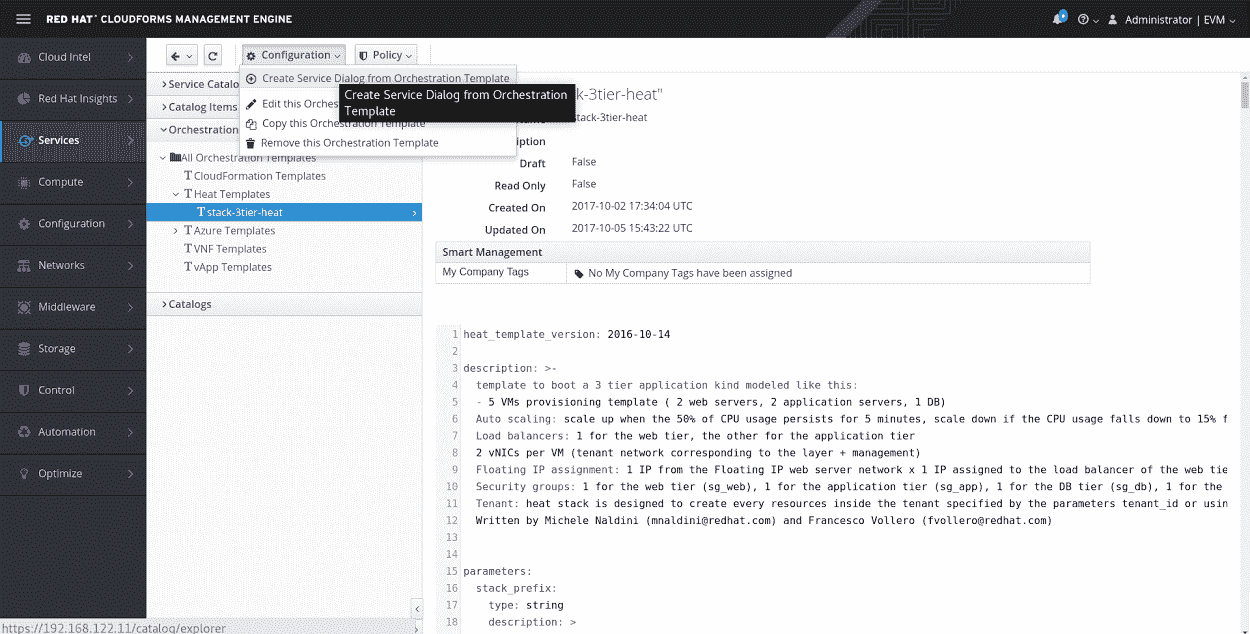 RED HAT® CLOUDFORMS MANAGEMENT ENGINE
Administrator | EVM
Cloud Intel
Red Hat Insights
Services
Compute
Configuration
Networks
Middleware
Storage
Control
Automation
Optimize
Configuration
Policy
Create Service Dialog from Orchestration Template
Edit this Orches
Copy this Orchestration Template
Remove this Orchestration Template
Create Service Dialog from Orchestration
Template
Service Catalo
Catalog Items
Orchestration
All Orchestration Templates
CloudFormation Templates
Heat Templates
stack-3tier-heat
Azure Templates
VNF Templates
vApp Templates
Catalogs
k-3tier-heat"
stack-3tier-heat
iption
Draft False
Read Only False
Created On 2017-10-02 17:34:04 UTC
Updated On 2017-10-05 15:43:22 UTC
Smart Management
My Company Tags No My Company Tags have been assigned
1 heat_template_version: 2016-10-14
2
3 description: >-
4 template to boot a 3 tier application kind modeled like this:
5 - 5 VMs provisioning template ( 2 web servers, 2 application servers, 1 DB)
6 Auto scaling: scale up when the 50% of CPU usage persists for 5 minutes, scale down if the CPU usage falls down to 15% f
7 Load balancers: 1 for the web tier, the other for the application tier
8 2 vNICs per VM (tenant network corresponding to the layer + management)
9 Floating IP assignment: 1 IP from the Floating IP web server network x 1 IP assigned to the load balancer of the web tie
10 Security groups: 1 for the web tier (sg_web), 1 for the application tier (sg_app), 1 for the DB tier (sg_db), 1 for the
11 Tenant: heat stack is designed to create every resources inside the tenant specified by the parameters tenant_id or usin
12 Written by Michele Naldini (mnaldini@redhat.com) and Francesco Vollero (fvollero@redhat.com)
13
14
15 parameters:
16 stack_prefix:
17 type: string
18 description: >
https://192.168.122.11/catalog/explorer